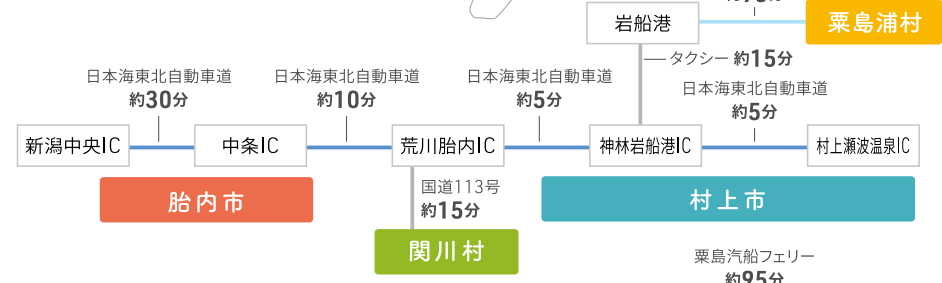 岩船港
粟島浦村
タクシー 約15分
日本海東北自動車道
約30分
日本海東北自動車道
約10分
日本海東北自動車道
約5分
日本海東北自動車道
約5分
新潟中央IC
中条IC
荒川胎内IC
神林岩船港IC
村上瀬波温泉IC
胎内市
国道113号
約15分
村上市
関川村
粟島汽船フェリー
約95分